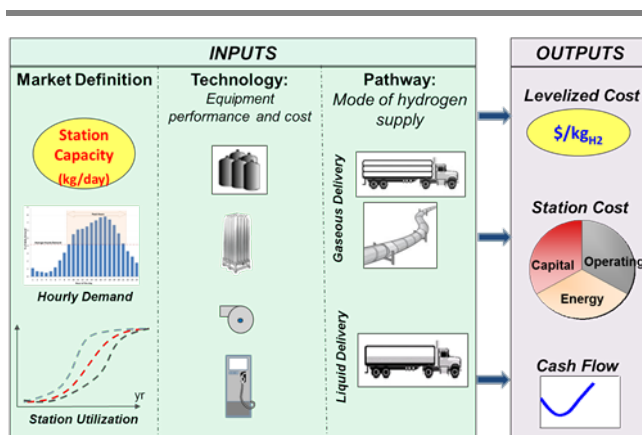 INPUTS
Market Definition
Station
Capacity
(kg/day)
Hourly Demand
yr
Station Utilization
Technology:
Equipment
performance and cost
Pathway:
Mode of hydrogen
supply
Gaseous Delivery
Liquid Delivery
OUTPUTS
Levelized Cost
$/kgH2
Station Cost
Capital
Operating
Energy
Cash Flow